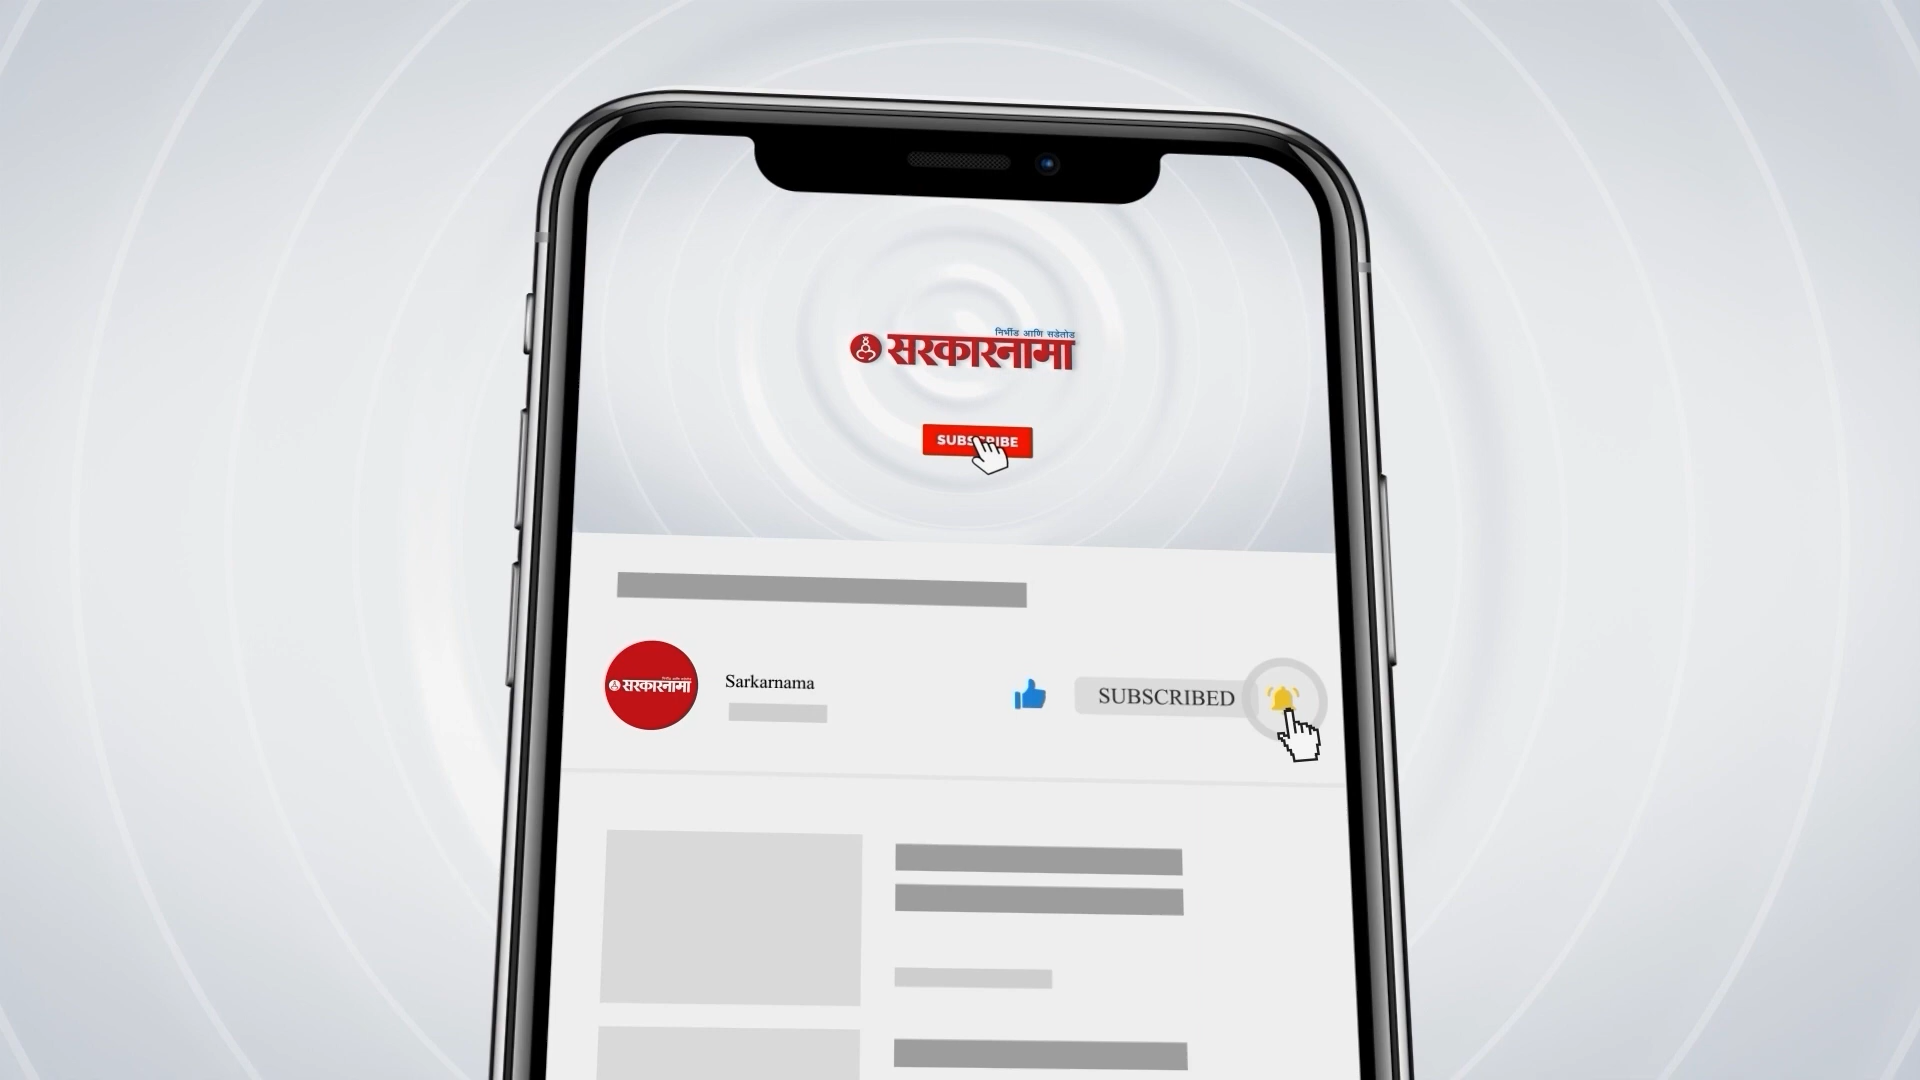 निर्भीड आणि सडेतोड
सरकारनामा
SUBSCRIBE
सरकारनामा
Sarkarnama
SUBSCRIBED